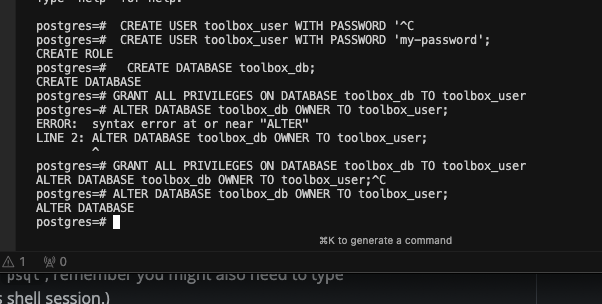 Type "help" for help.
postgres=#  CREATE USER toolbox_user WITH PASSWORD '^C
postgres=#  CREATE USER toolbox_user WITH PASSWORD 'my-password';
CREATE ROLE
postgres=#   CREATE DATABASE toolbox_db;
CREATE DATABASE
postgres=# GRANT ALL PRIVILEGES ON DATABASE toolbox_db TO toolbox_user
postgres-# ALTER DATABASE toolbox_db OWNER TO toolbox_user;
ERROR:  syntax error at or near "ALTER"
LINE 2: ALTER DATABASE toolbox_db OWNER TO toolbox_user;
        ^
postgres=# GRANT ALL PRIVILEGES ON DATABASE toolbox_db TO toolbox_user
ALTER DATABASE toolbox_db OWNER TO toolbox_user;^C
postgres=# ALTER DATABASE toolbox_db OWNER TO toolbox_user;
ALTER DATABASE
postgres=#
⌘K to generate a command
1 0
psql, remember you might also need to type
s shell session.)